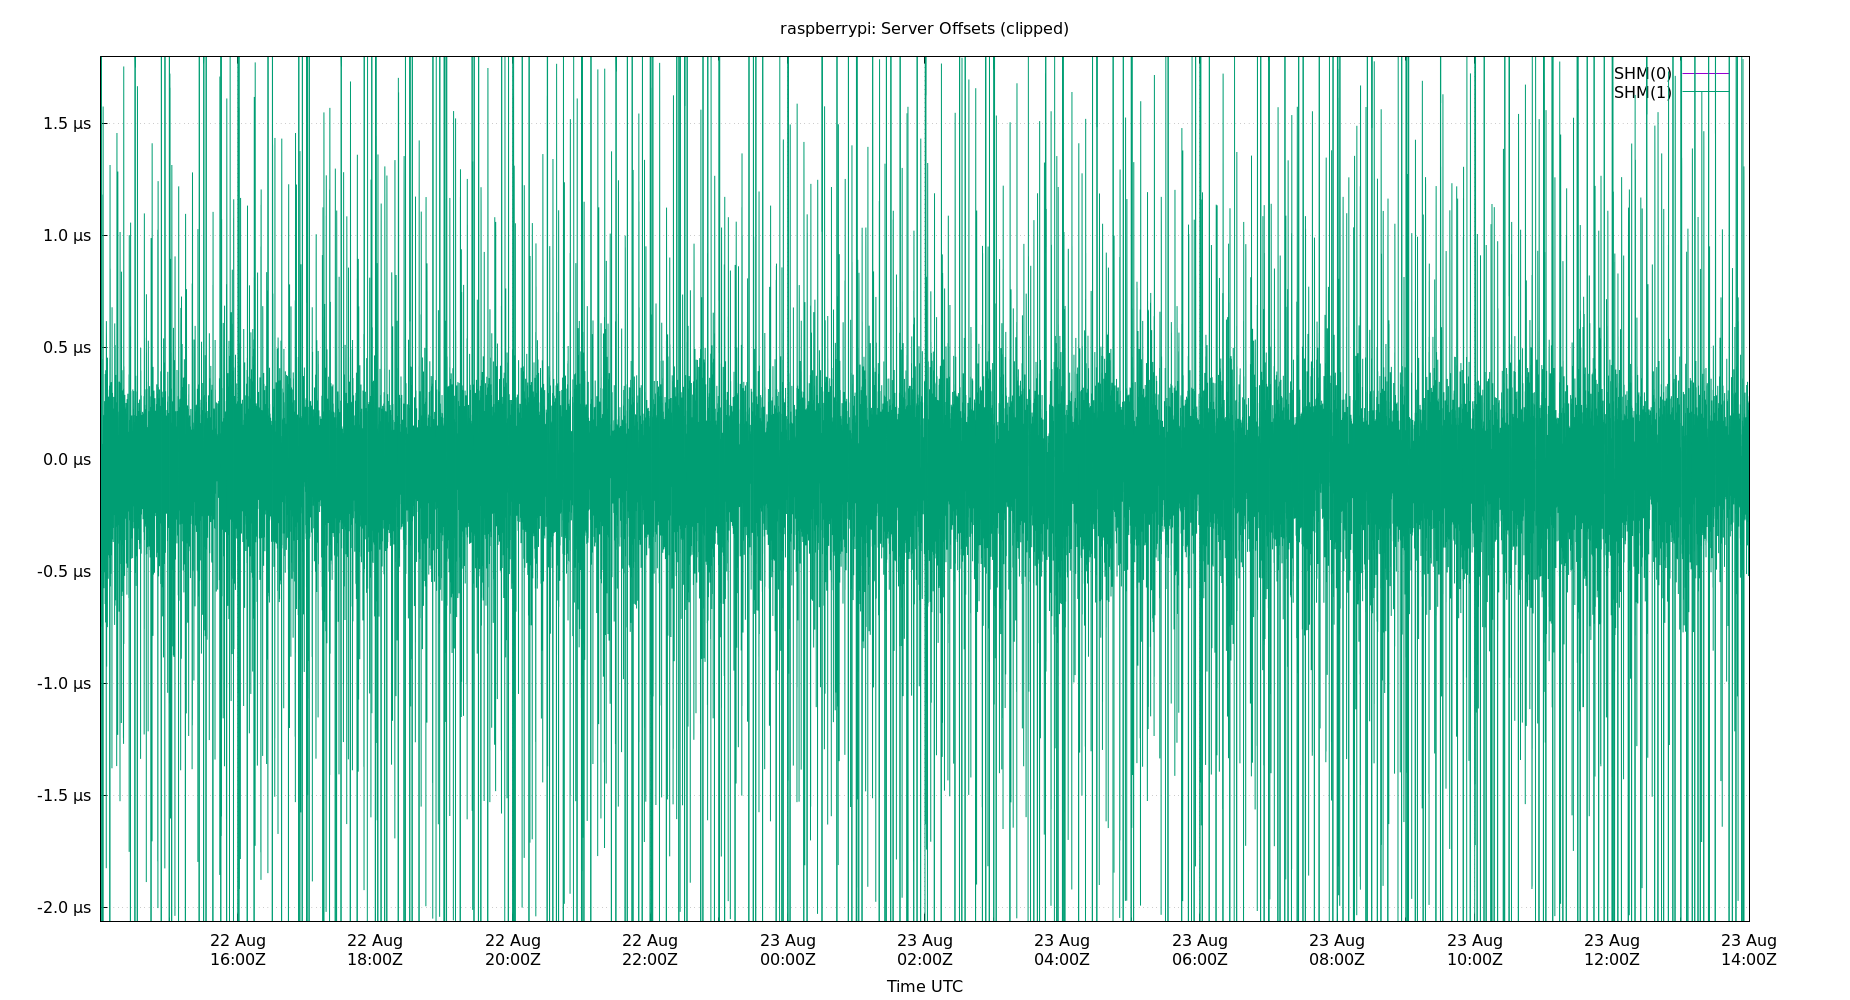 raspberrypi: Server Offsets (clipped)
SHM(0)
SHM(1)
1.5 µs
1.0 µs
0.5 µs
0.0 µs
-0.5 µs
-1.0 µs
-1.5 µs
-2.0 µs
22 Aug 22 Aug 22 Aug 22 Aug 23 Aug 23 Aug 23 Aug 23 Aug 23 Aug 23 Aug 23 Aug 23 Aug
16:00Z 18:00Z 20:00Z 22:00Z 00:00Z 02:00Z 04:00Z 06:00Z 08:00Z 10:00Z 12:00Z 14:00Z
Time UTC